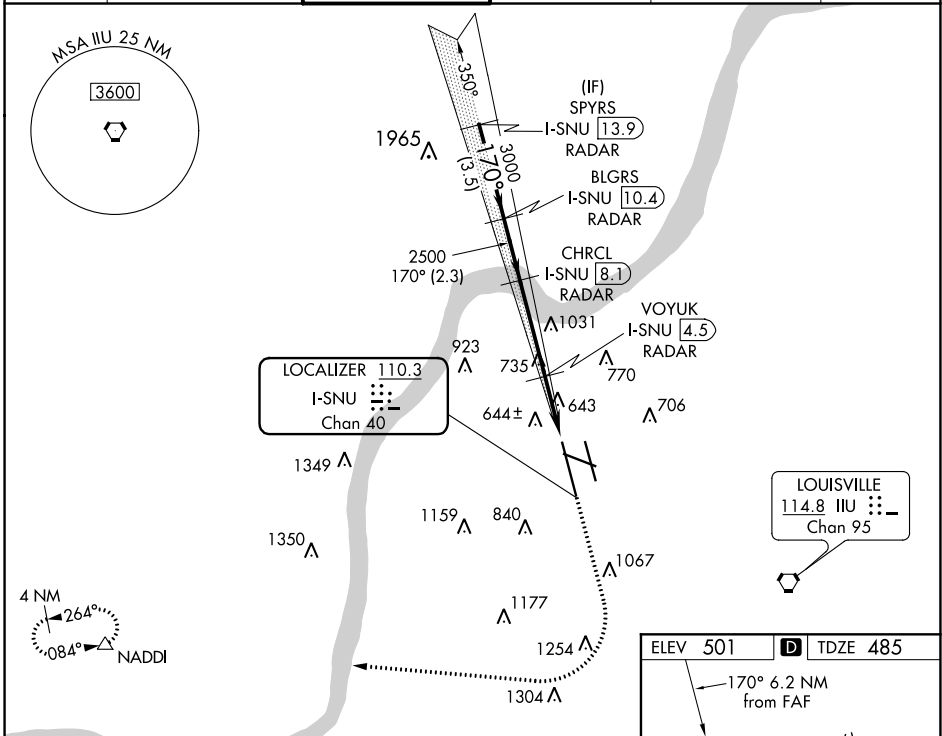 MSA IIU 25 NM
3600
350°
(IF)
SPYRS
I-SNU 13.9
RADAR
1965
170°
(3.5)
3000
BLGRS
I-SNU 10.4
RADAR
2500
170° (2.3)
CHRCL
I-SNU 8.1
RADAR
1031
VOYUK
I-SNU 4.5
RADAR
923
735
770
LOCALIZER 110.3
I-SNU
Chan 40
643
644±
706
1349
LOUISVILLE
114.8 IIU
Chan 95
1159
840
1350
1067
4 NM
264°
084°
NADDI
1177
1254
1304
ELEV 501 D TDZE 485
170° 6.2 NM
from FAF